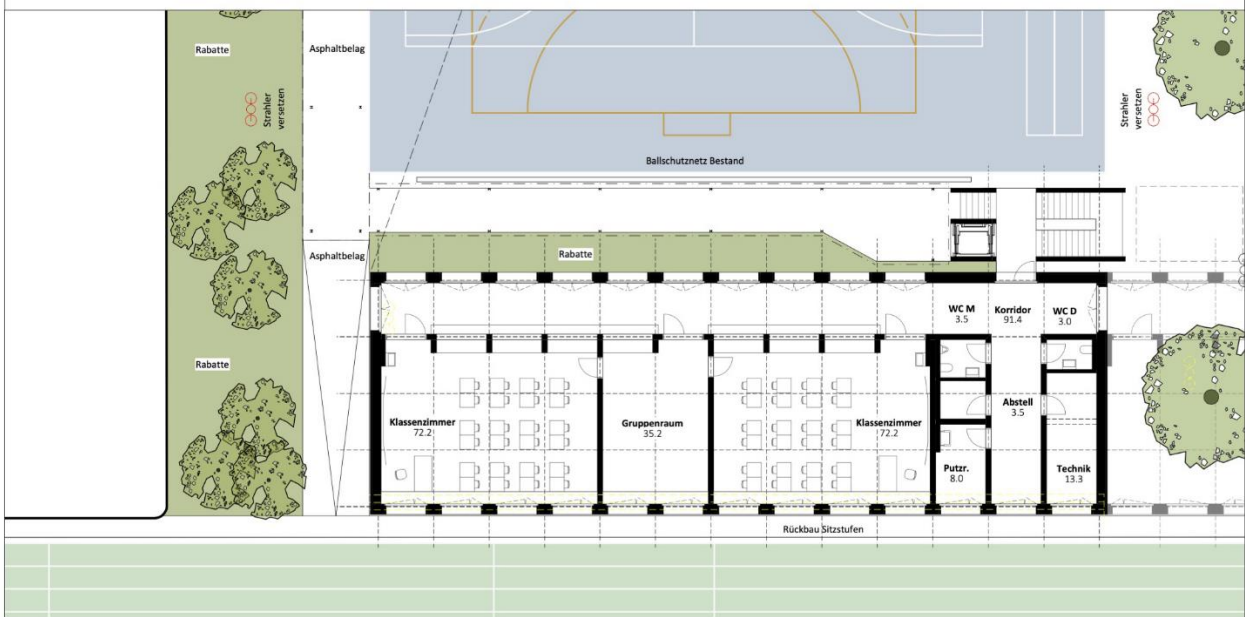 Rabatte
Asphaltbelag
Strahler
versetzen
Strahler
versetzen
Ballschutznetz Bestand
Asphaltbelag
Rabatte
WC M
3.5
Korridor
91.4
WC D
3.0
Rabatte
Klassenzimmer
72.2
Gruppenraum
35.2
Klassenzimmer
72.2
Abstell
3.5
Putzr.
8.0
Technik
13.3
Rückbau Sitzstufen